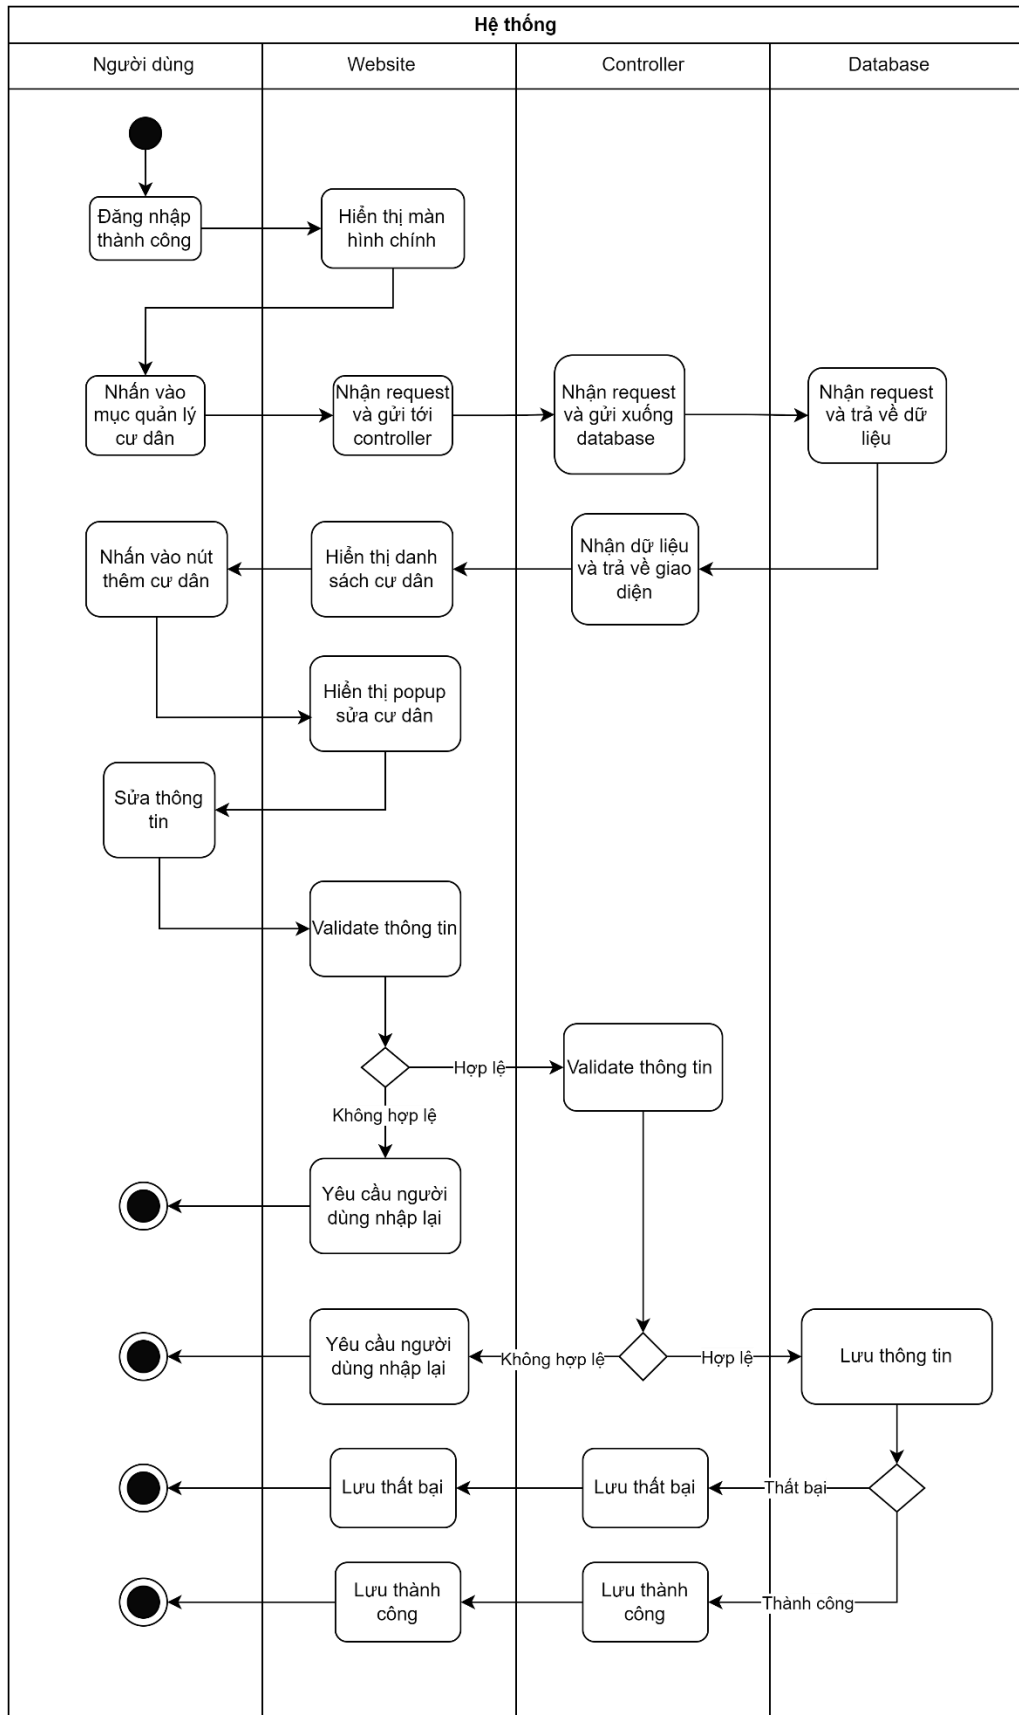 Hệ thống
Người dùng
Website
Controller
Database
Đăng nhập
thành công
Hiển thị màn
hình chính
Nhấn vào
mục quản lý
cư dân
Nhận request
và gửi tới
controller
Nhận request
và gửi xuống
database
Nhận request
và trả về dữ
liệu
Nhấn vào nút
thêm cư dân
Hiển thị danh
sách cư dân
Nhận dữ liệu
và trả về giao
diện
Hiển thị popup
sửa cư dân
Sửa thông
tin
Validate thông tin
Hợp lệ
Validate thông tin
Không hợp lệ
Yêu cầu người
dùng nhập lại
Yêu cầu người
dùng nhập lại
Không hợp lệ
Hợp lệ
Lưu thông tin
Lưu thất bại
Lưu thất bại
Thất bại
Lưu thành
công
Lưu thành
công
Thành công